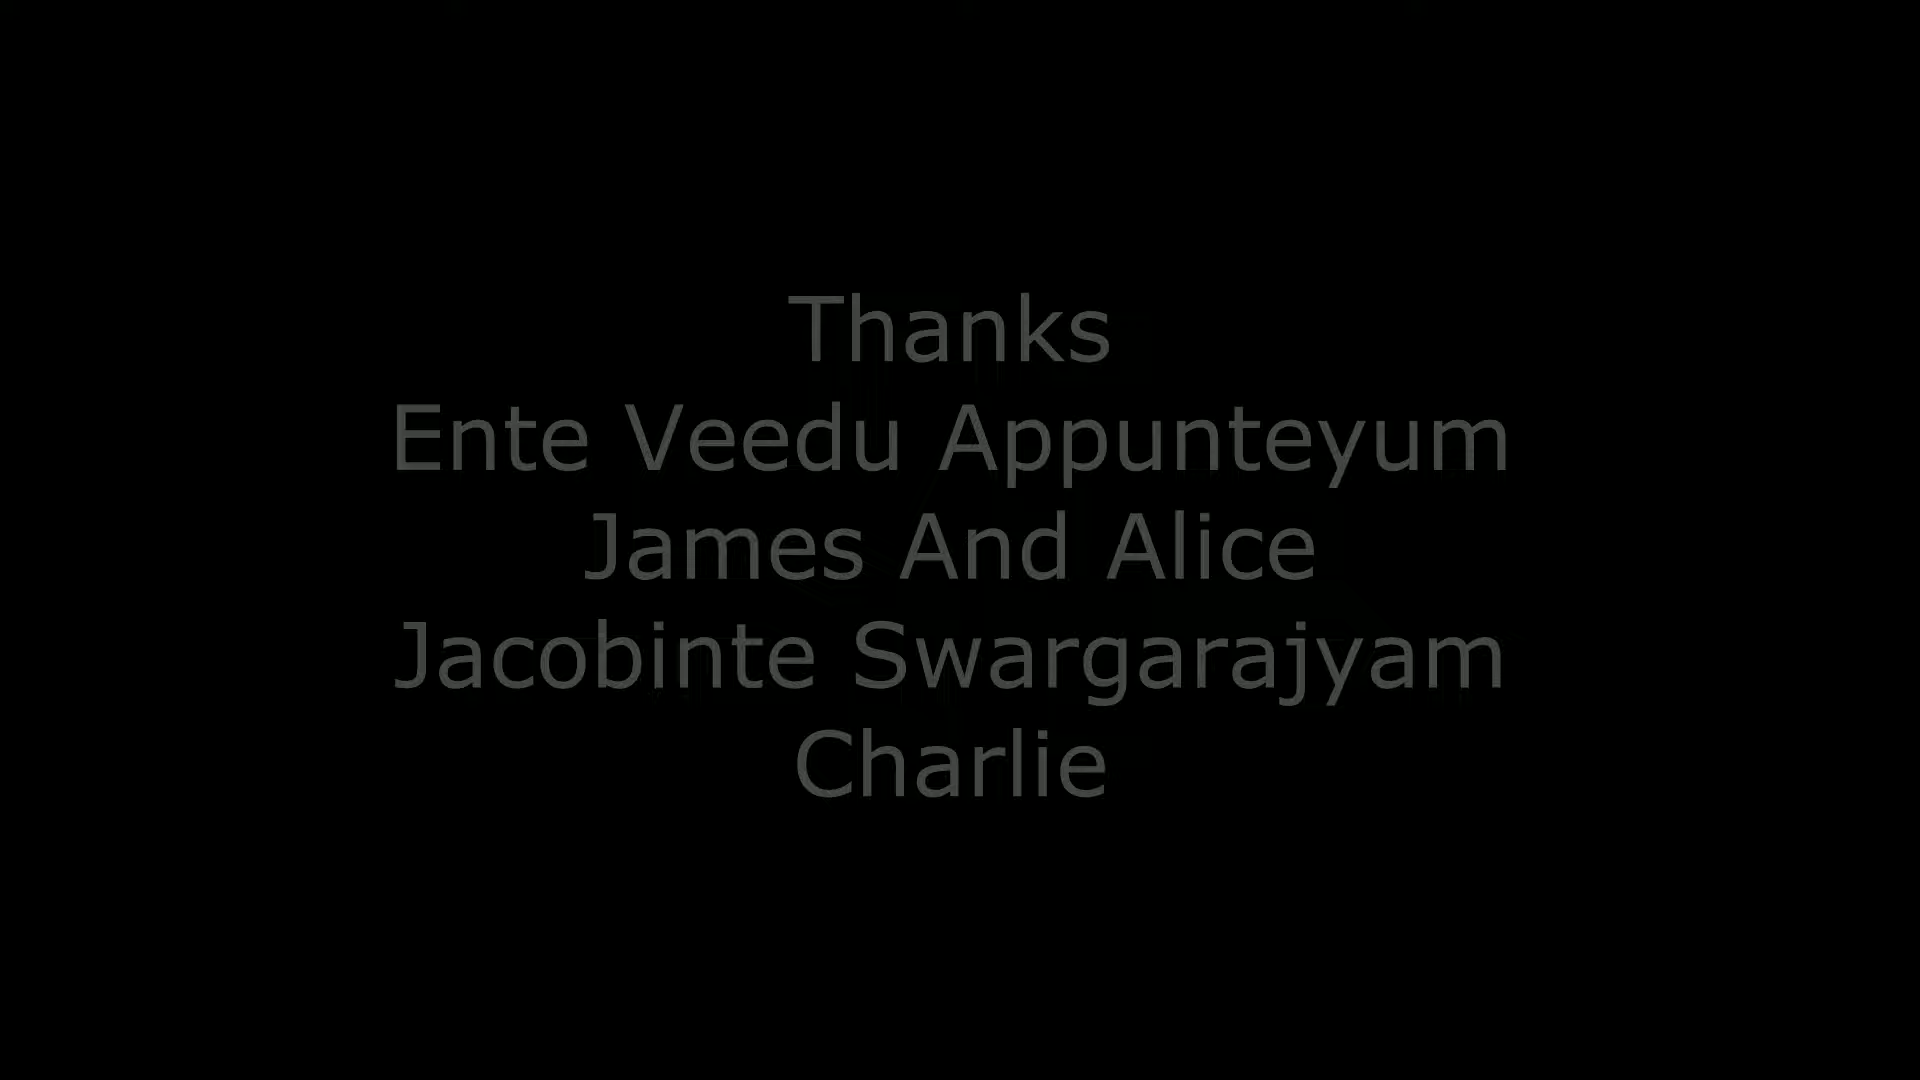 Thanks
Ente Veedu Appunteyum
James And Alice
Jacobinte Swargarajyam
Charlie